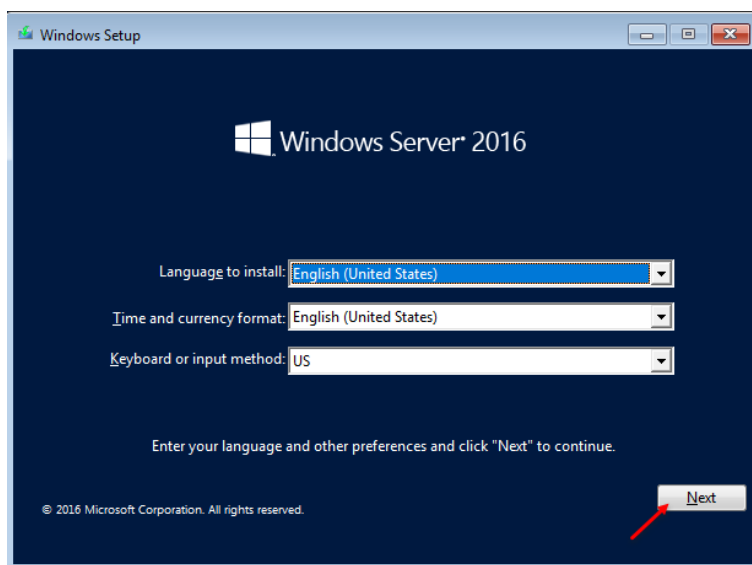 Windows Setup
Windows Server 2016
Language to install: English (United States)
Time and currency format: English (United States)
Keyboard or input method: US
Enter your language and other preferences and click "Next" to continue.
Next
© 2016 Microsoft Corporation. All rights reserved.